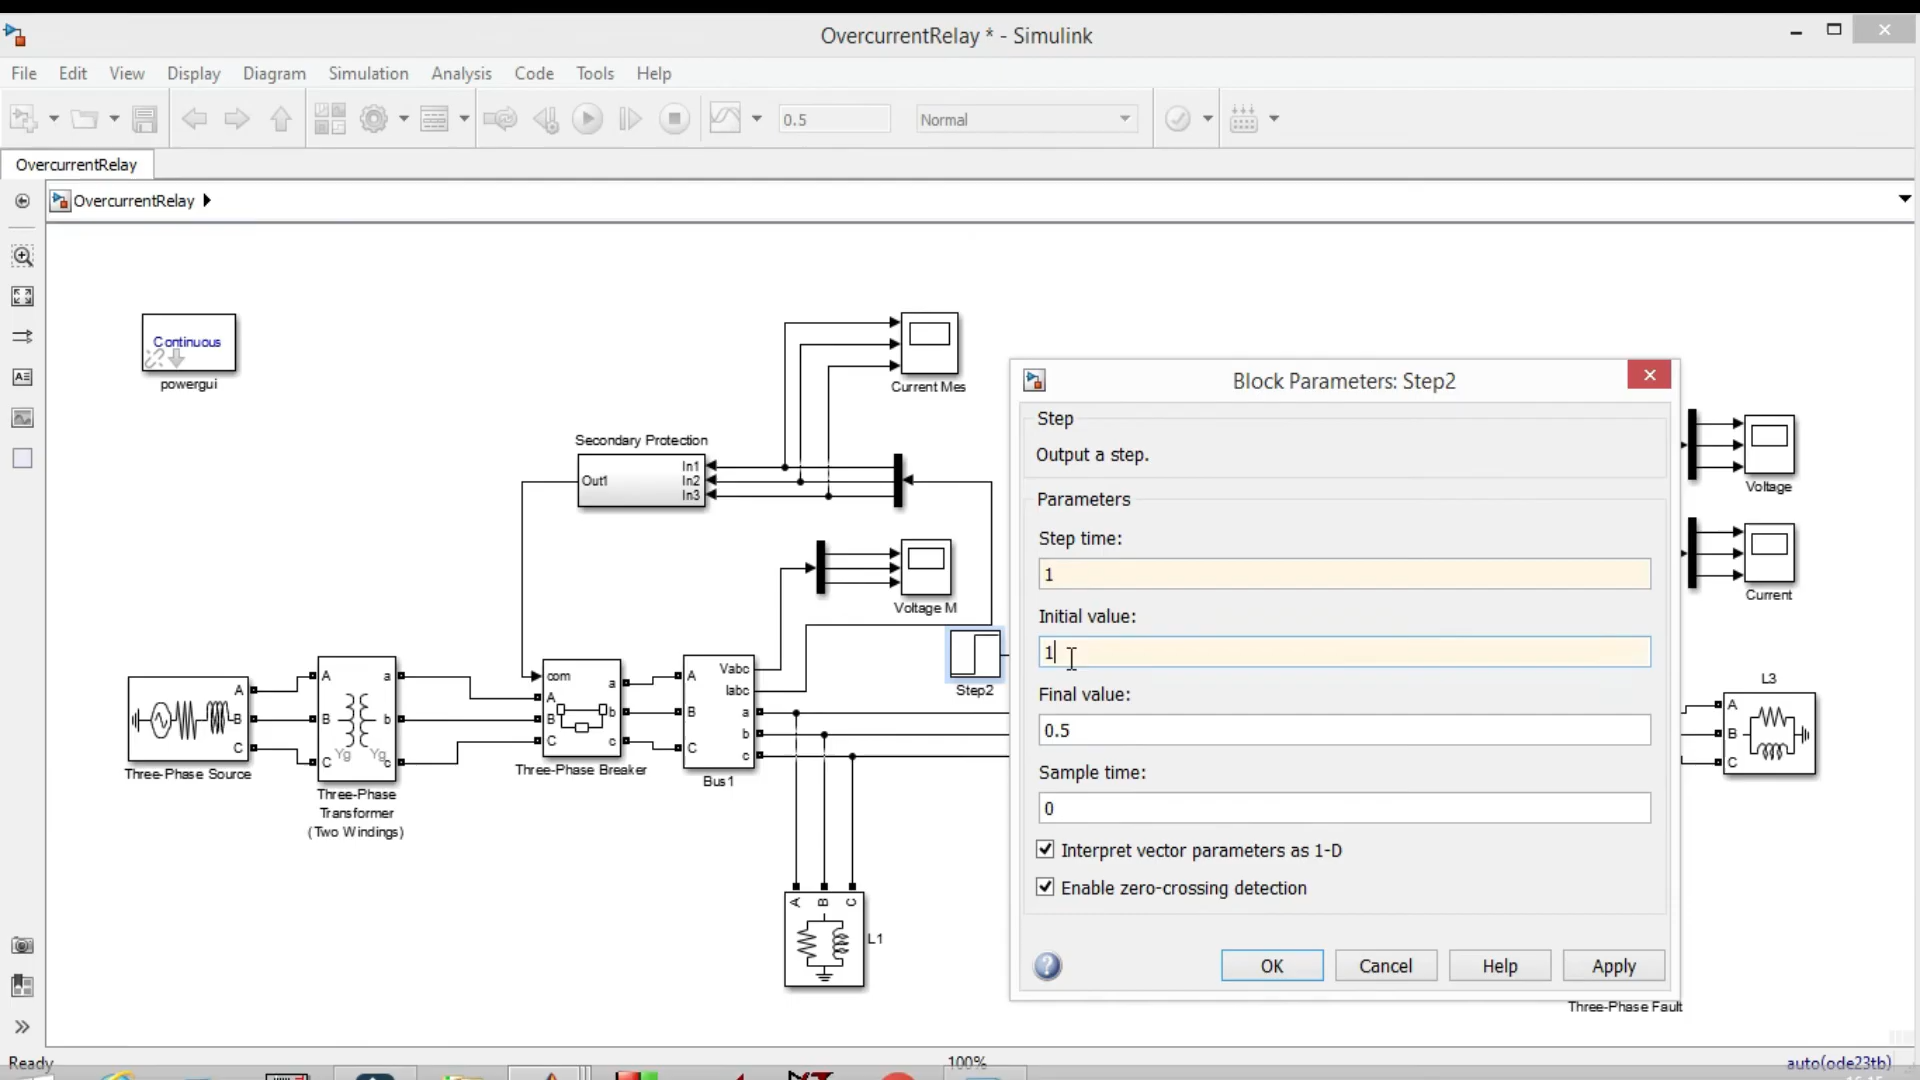 OvercurrentRelay * - Simulink
File Edit View Display Diagram Simulation Analysis Code Tools Help
0.5 Normal
OvercurrentRelay
OvercurrentRelay
Continuous
powergui
Current Mes
Secondary Protection
Out1 In1
In2
In3
Voltage M
Step2
A
B
C
Three-Phase Source
A a
B b
C c
Yg Yg
Three-Phase
Transformer
(Two Windings)
com
A a
B b
C c
Three-Phase Breaker
Vabc
A Iabc
B a
b
C c
Bus1
A B C
L1
Block Parameters: Step2
Step
Output a step.
Parameters
Step time:
1
Initial value:
1
Final value:
0.5
Sample time:
0
Interpret vector parameters as 1-D
Enable zero-crossing detection
OK Cancel Help Apply
Voltage
Current
L3
A
B
C
Three-Phase Fault
Ready 100% auto(ode23tb)